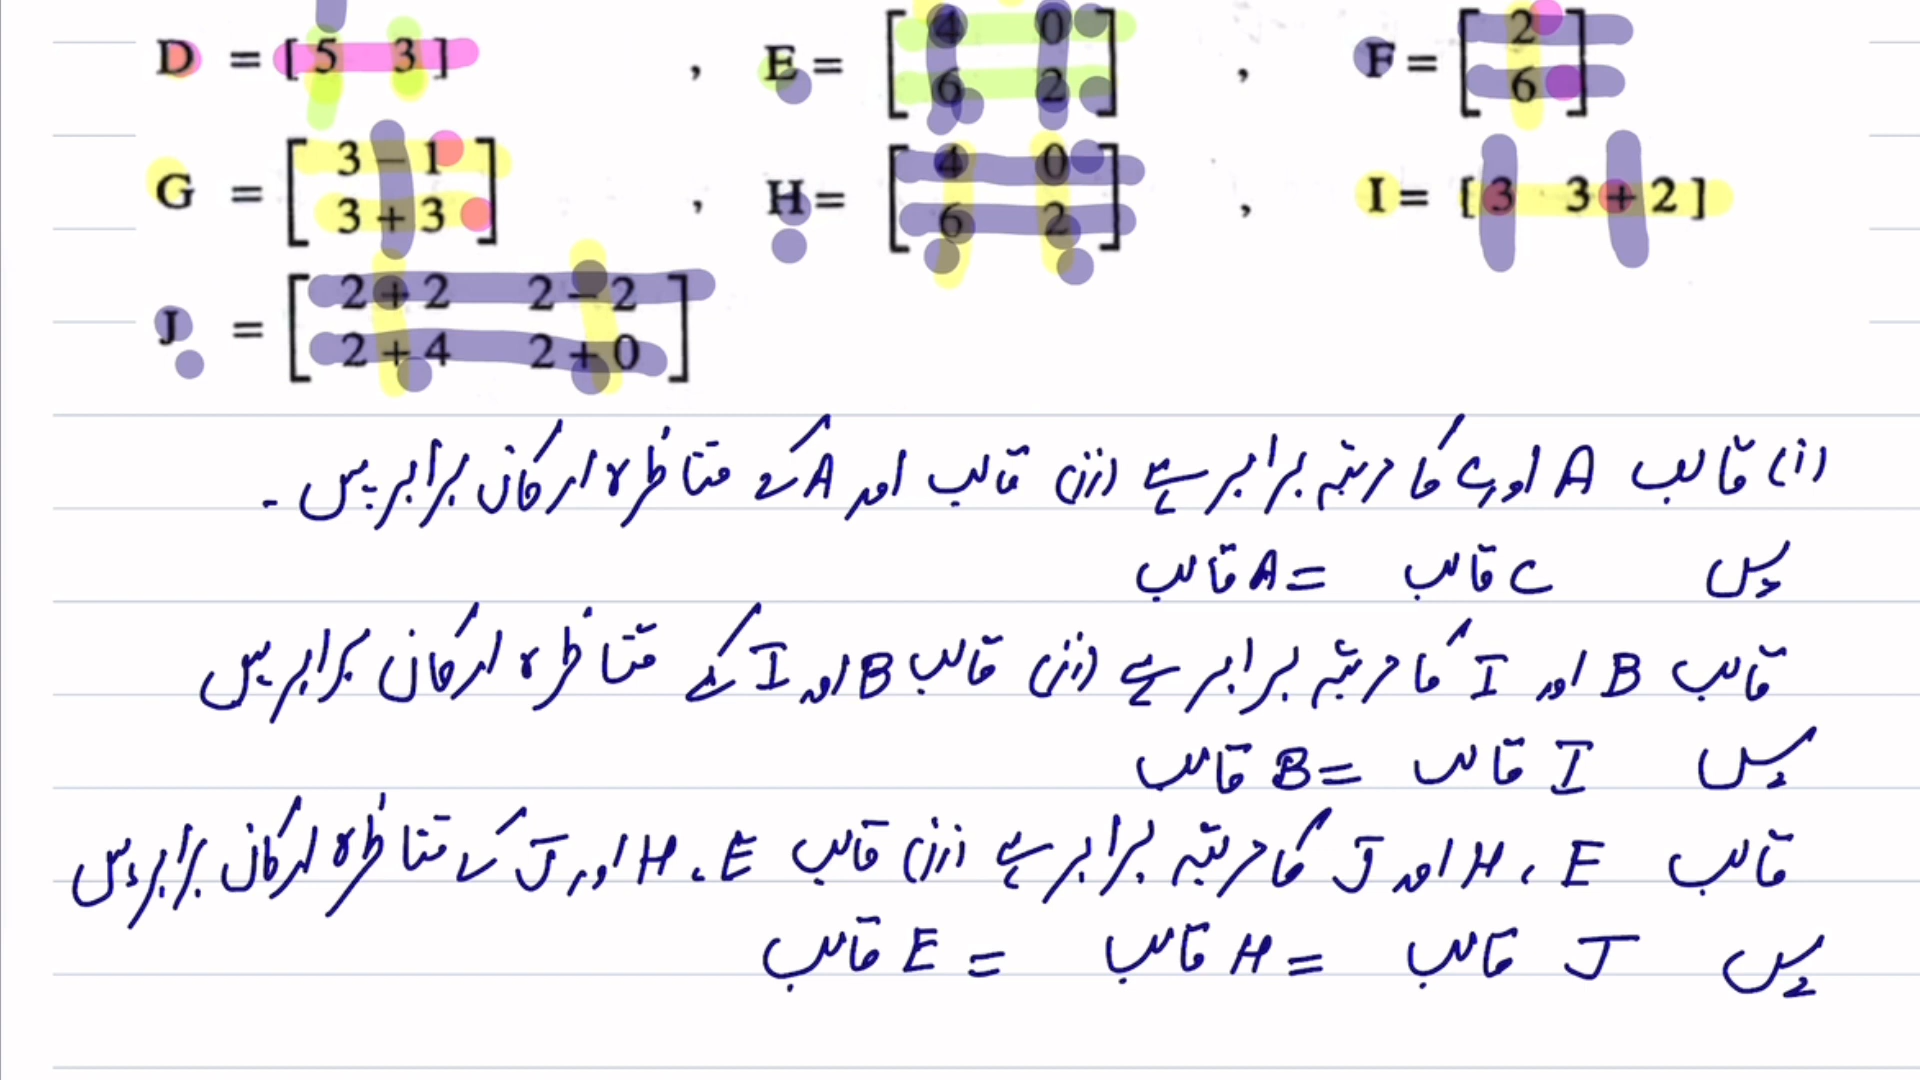 D = [ 5 3 ] , E = [ 4 0 6 2 ] , F = [ 2 6 ]
G = [ 3 − 1 3 + 3 ] , H = [ 4 0 6 2 ] , I = [ 3 3 + 2 ]
J = [ 2 + 2 2 − 2 2 + 4 2 + 0 ]
(i) قالب A اور c کا مرتبہ برابر ہے (ii) قالب اور A کے متناظرہ ارکان برابر ہیں ۔
پس c قالب = A قالب
قالب B اور I کا مرتبہ برابر ہے (ii) قالب B اور I کے متناظرہ ارکان برابر ہیں
پس I قالب = B قالب
قالب E ، H اور J کا مرتبہ برابر ہے (ii) قالب E ، H اور J کے متناظرہ ارکان برابر ہیں
پس J قالب = H قالب = E قالب